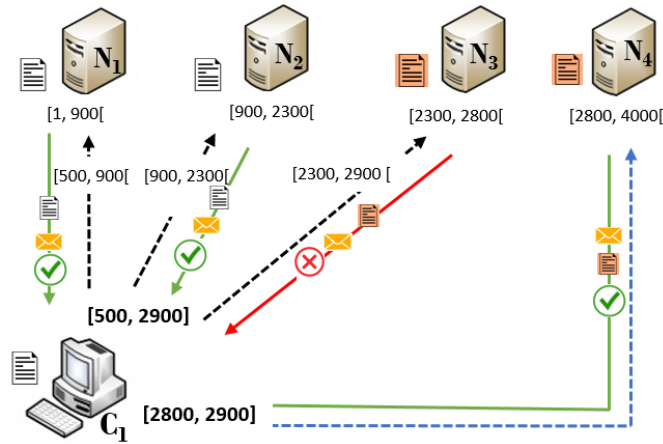 N1
N2
N3
N4
[1, 900[
[900, 2300[
[2300, 2800[
[2800, 4000[
[500, 900[
[900, 2300[
[2300, 2900 [
[500, 2900]
C1
[2800, 2900]